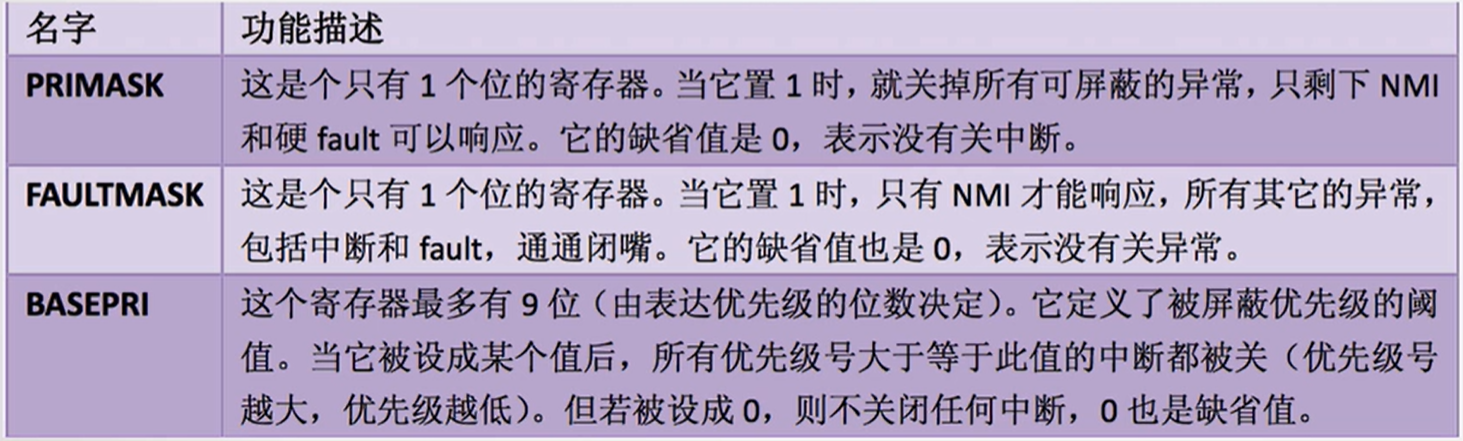 名字 功能描述
PRIMASK 这是个只有 1 个位的寄存器。当它置 1 时，就关掉所有可屏蔽的异常，只剩下 NMI
和硬 fault 可以响应。它的缺省值是 0，表示没有关中断。
FAULTMASK 这是个只有 1 个位的寄存器。当它置 1 时，只有 NMI 才能响应，所有其它的异常，
包括中断和 fault，通通闭嘴。它的缺省值也是 0，表示没有关异常。
BASEPRI 这个寄存器最多有 9 位（由表达优先级的位数决定）。它定义了被屏蔽优先级的阈
值。当它被设成某个值后，所有优先级号大于等于此值的中断都被关（优先级号
越大，优先级越低）。但若被设成 0，则不关闭任何中断，0 也是缺省值。